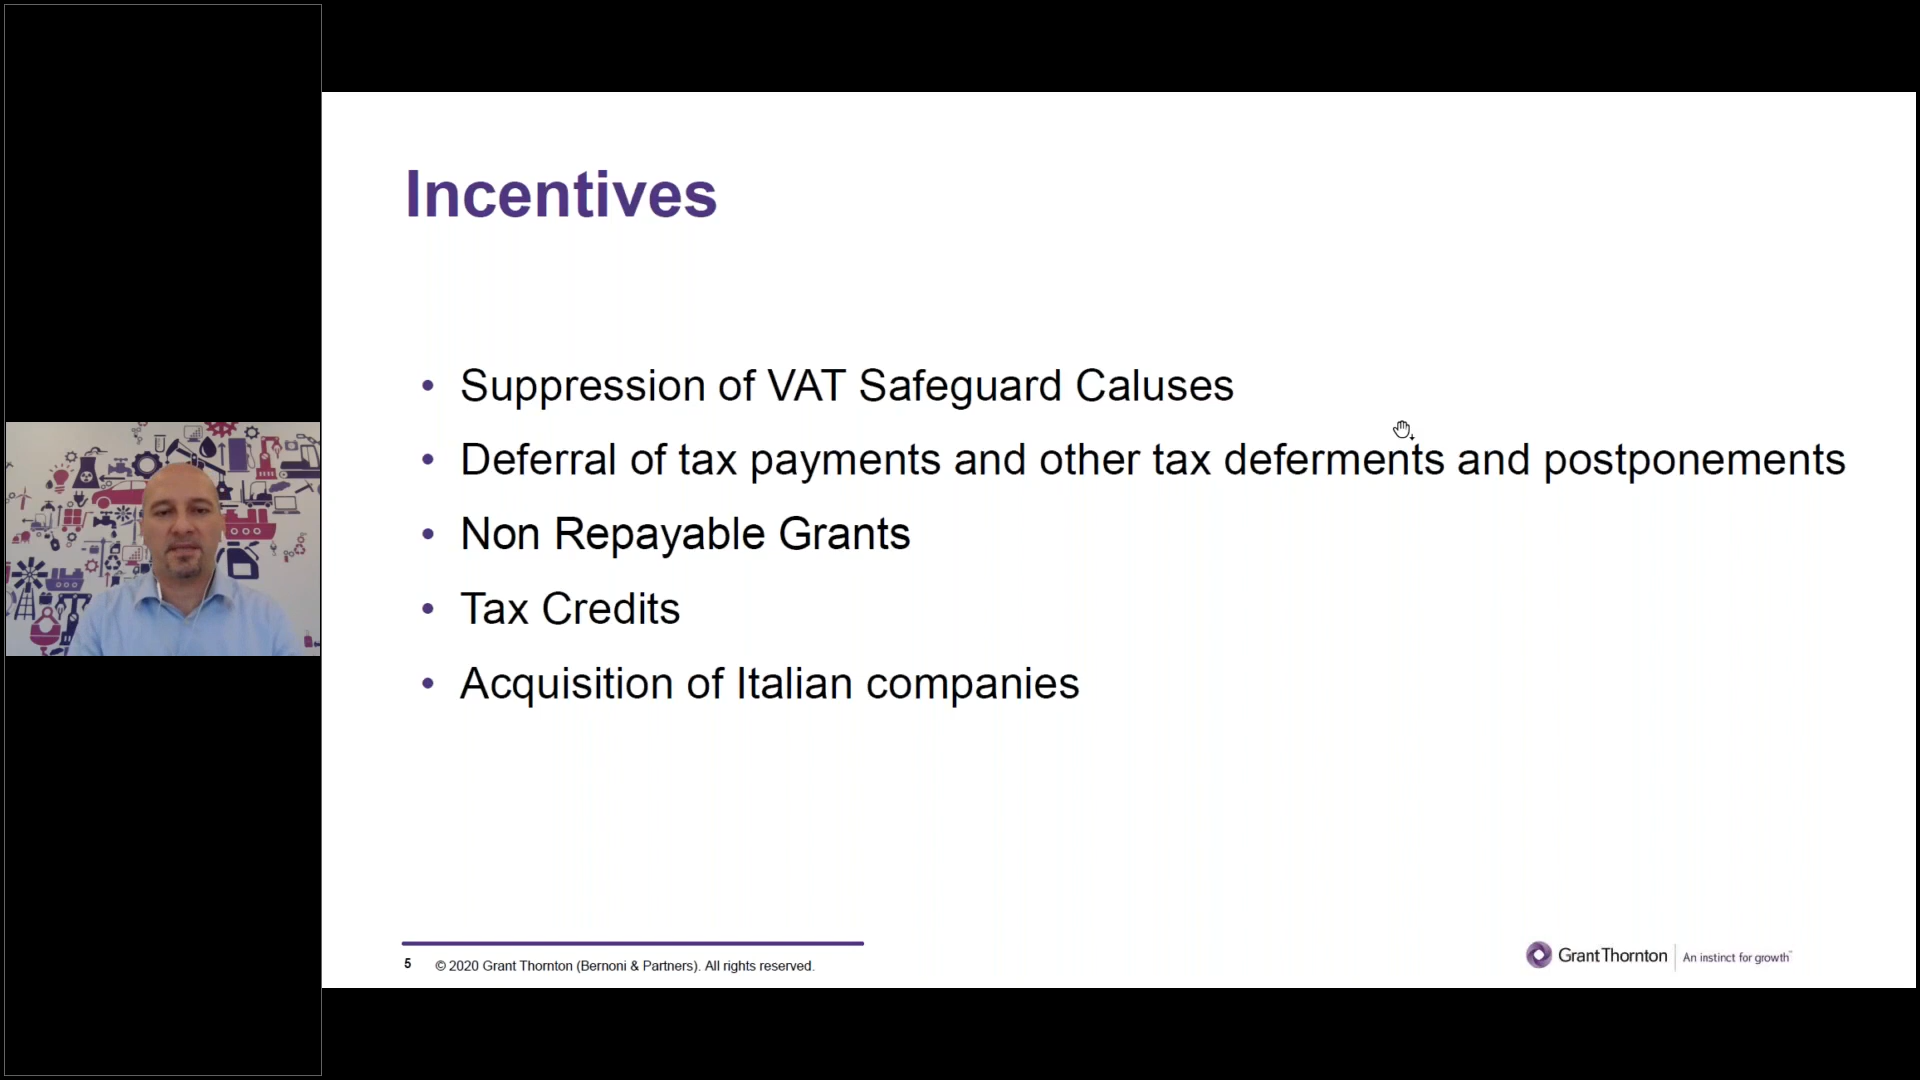 Incentives
• Suppression of VAT Safeguard Caluses
• Deferral of tax payments and other tax deferments and postponements
• Non Repayable Grants
• Tax Credits
• Acquisition of Italian companies
5 © 2020 Grant Thornton (Bernoni & Partners). All rights reserved.
Grant Thornton An instinct for growth™